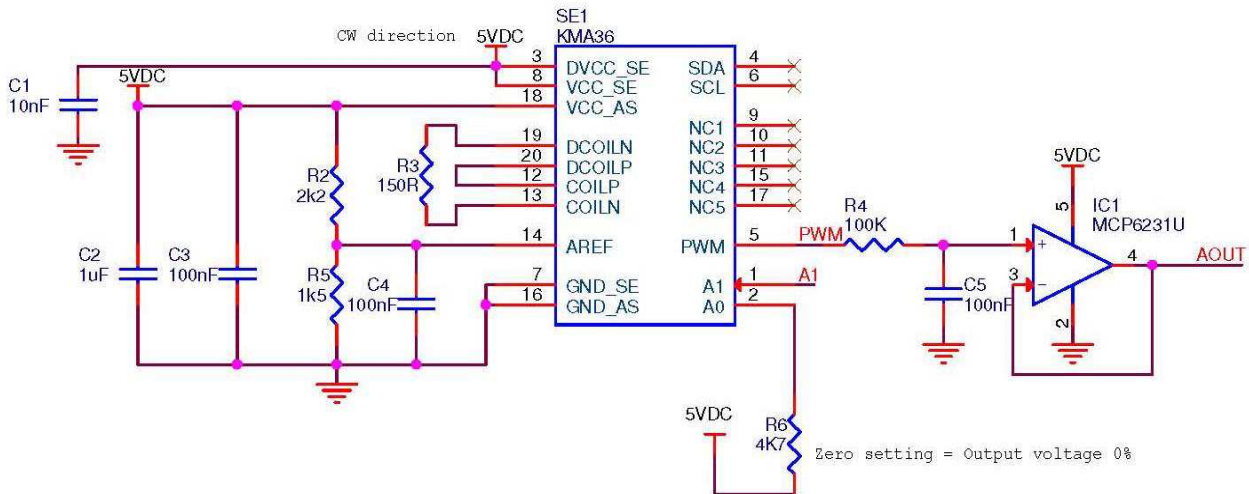 SE1
KMA36
CW direction
5VDC
C1
10nF
5VDC
3
DVCC_SE
8
VCC_SE
18
VCC_AS
19
DCOILN
20
DCOILP
12
COILP
13
COILN
14
AREF
7
GND_SE
16
GND_AS
SDA
4
SCL
6
NC1
9
NC2
10
NC3
11
NC4
15
NC5
17
PWM
5
A1
1
A0
2
R2
2k2
R3
150R
C2
1uF
C3
100nF
R5
1k5
C4
100nF
PWM
R4
100K
A1
C5
100nF
5VDC
5
IC1
MCP6231U
1
+
3
-
4
2
AOUT
5VDC
R6
4K7
Zero setting = Output voltage 0%